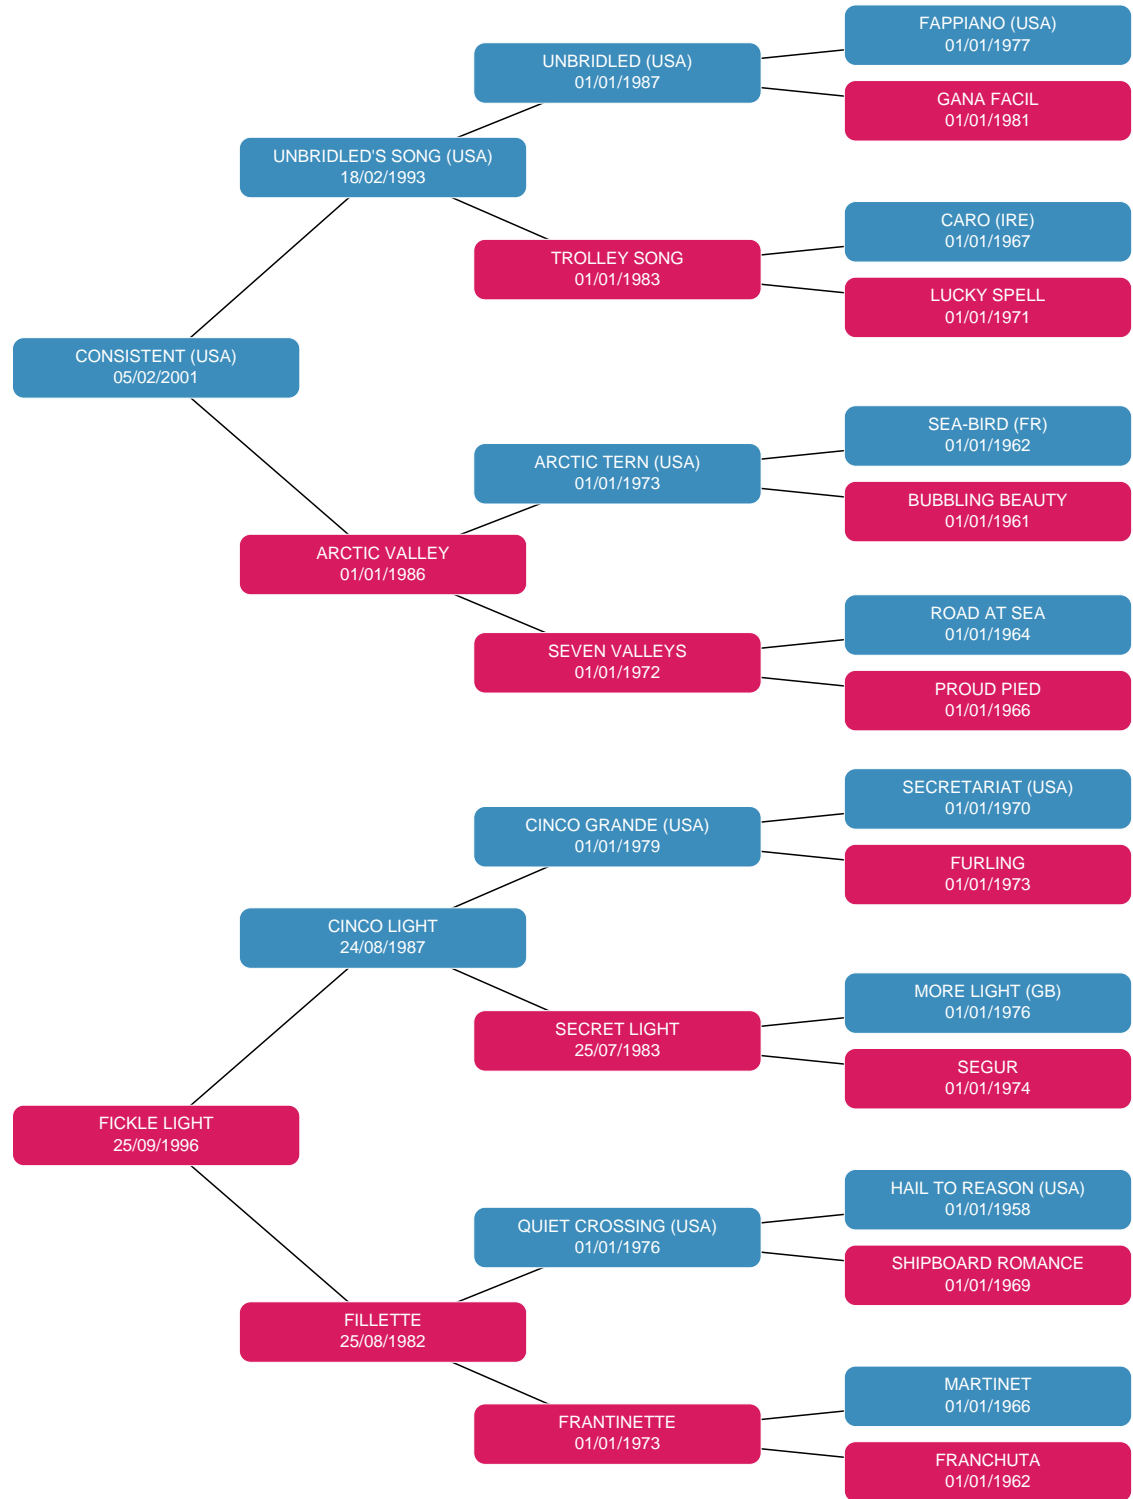 FAPPIANO (USA)
01/01/1977
UNBRIDLED (USA)
01/01/1987
GANA FACIL
01/01/1981
UNBRIDLED'S SONG (USA)
18/02/1993
CARO (IRE)
01/01/1967
TROLLEY SONG
01/01/1983
LUCKY SPELL
01/01/1971
CONSISTENT (USA)
05/02/2001
SEA-BIRD (FR)
01/01/1962
ARCTIC TERN (USA)
01/01/1973
BUBBLING BEAUTY
01/01/1961
ARCTIC VALLEY
01/01/1986
ROAD AT SEA
01/01/1964
SEVEN VALLEYS
01/01/1972
PROUD PIED
01/01/1966
SECRETARIAT (USA)
01/01/1970
CINCO GRANDE (USA)
01/01/1979
FURLING
01/01/1973
CINCO LIGHT
24/08/1987
MORE LIGHT (GB)
01/01/1976
SECRET LIGHT
25/07/1983
SEGUR
01/01/1974
FICKLE LIGHT
25/09/1996
HAIL TO REASON (USA)
01/01/1958
QUIET CROSSING (USA)
01/01/1976
SHIPBOARD ROMANCE
01/01/1969
FILLETTE
25/08/1982
MARTINET
01/01/1966
FRANTINETTE
01/01/1973
FRANCHUTA
01/01/1962